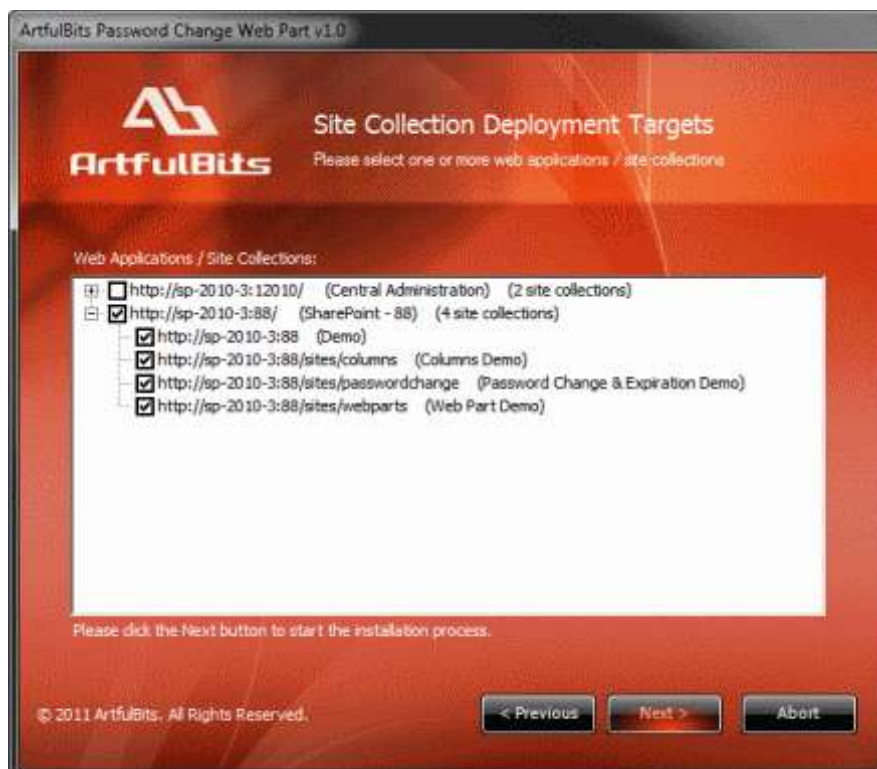 ArtfulBits Password Change Web Part v1.0
ArtfulBits
Site Collection Deployment Targets
Please select one or more web applications / site collections
Web Applications / Site Collections:
http://sp-2010-3:12010/ (Central Administration) (2 site collections)
http://sp-2010-3:88/ (SharePoint - 88) (4 site collections)
http://sp-2010-3:88 (Demo)
http://sp-2010-3:88/sites/columns (Columns Demo)
http://sp-2010-3:88/sites/passwordchange (Password Change & Expiration Demo)
http://sp-2010-3:88/sites/webparts (Web Part Demo)
Please click the Next button to start the installation process.
© 2011 ArtfulBits. All Rights Reserved.
< Previous
Next >
Abort